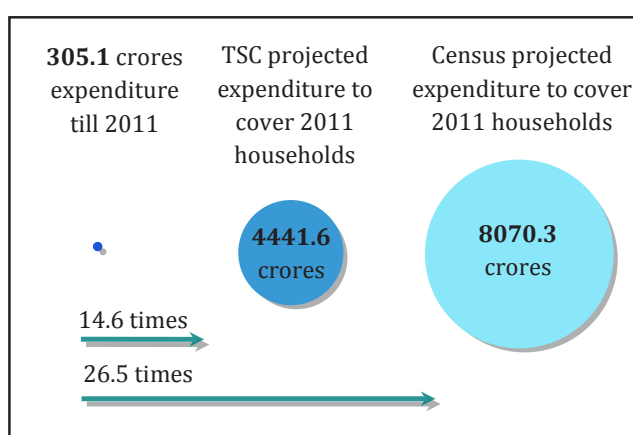 305.1 crores
expenditure
till 2011
TSC projected
expenditure to
cover 2011
households
Census projected
expenditure to cover
2011 households
4441.6
crores
8070.3
crores
14.6 times
26.5 times